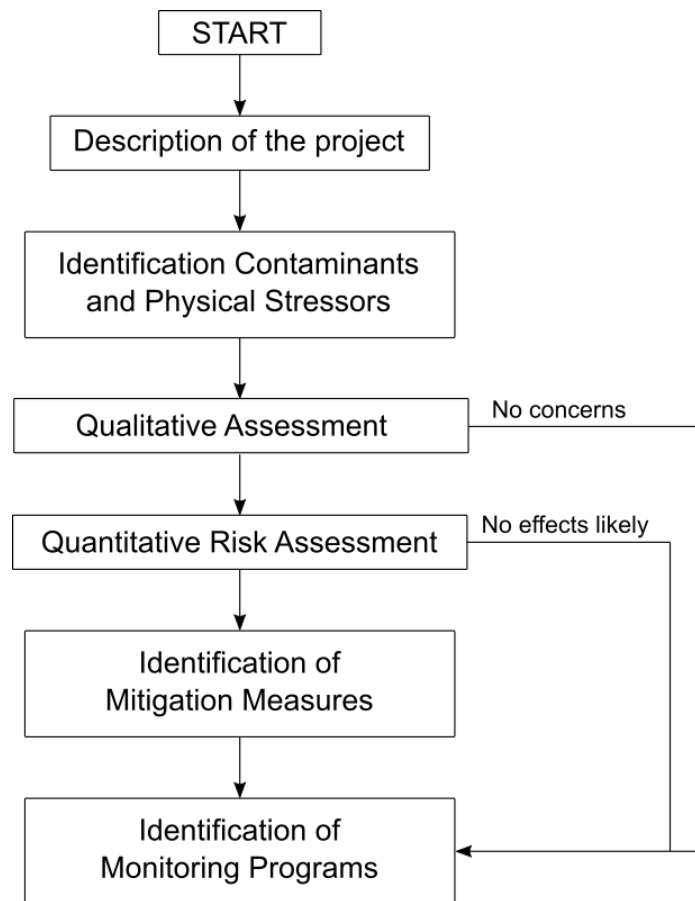 START
Description of the project
Identification Contaminants
and Physical Stressors
Qualitative Assessment
No concerns
Quantitative Risk Assessment
No effects likely
Identification of
Mitigation Measures
Identification of
Monitoring Programs